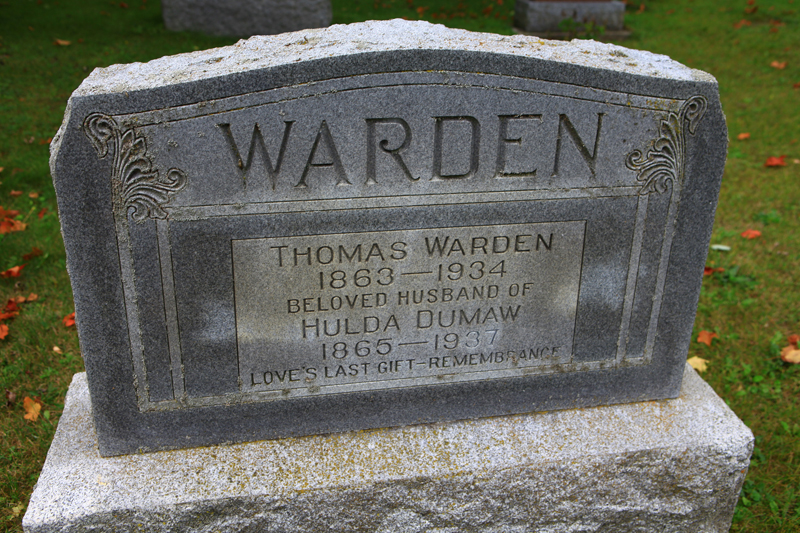 WARDEN
THOMAS WARDEN
1863—1934
BELOVED HUSBAND OF
HULDA DUMAW
1865—1937
LOVE'S LAST GIFT-REMEMBRANCE